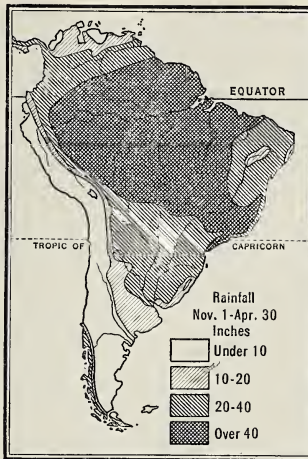 EQUATOR
TROPIC OF CAPRICORN
Rainfall
Nov. 1-Apr. 30
Inches
Under 10
10-20
20-40
Over 40